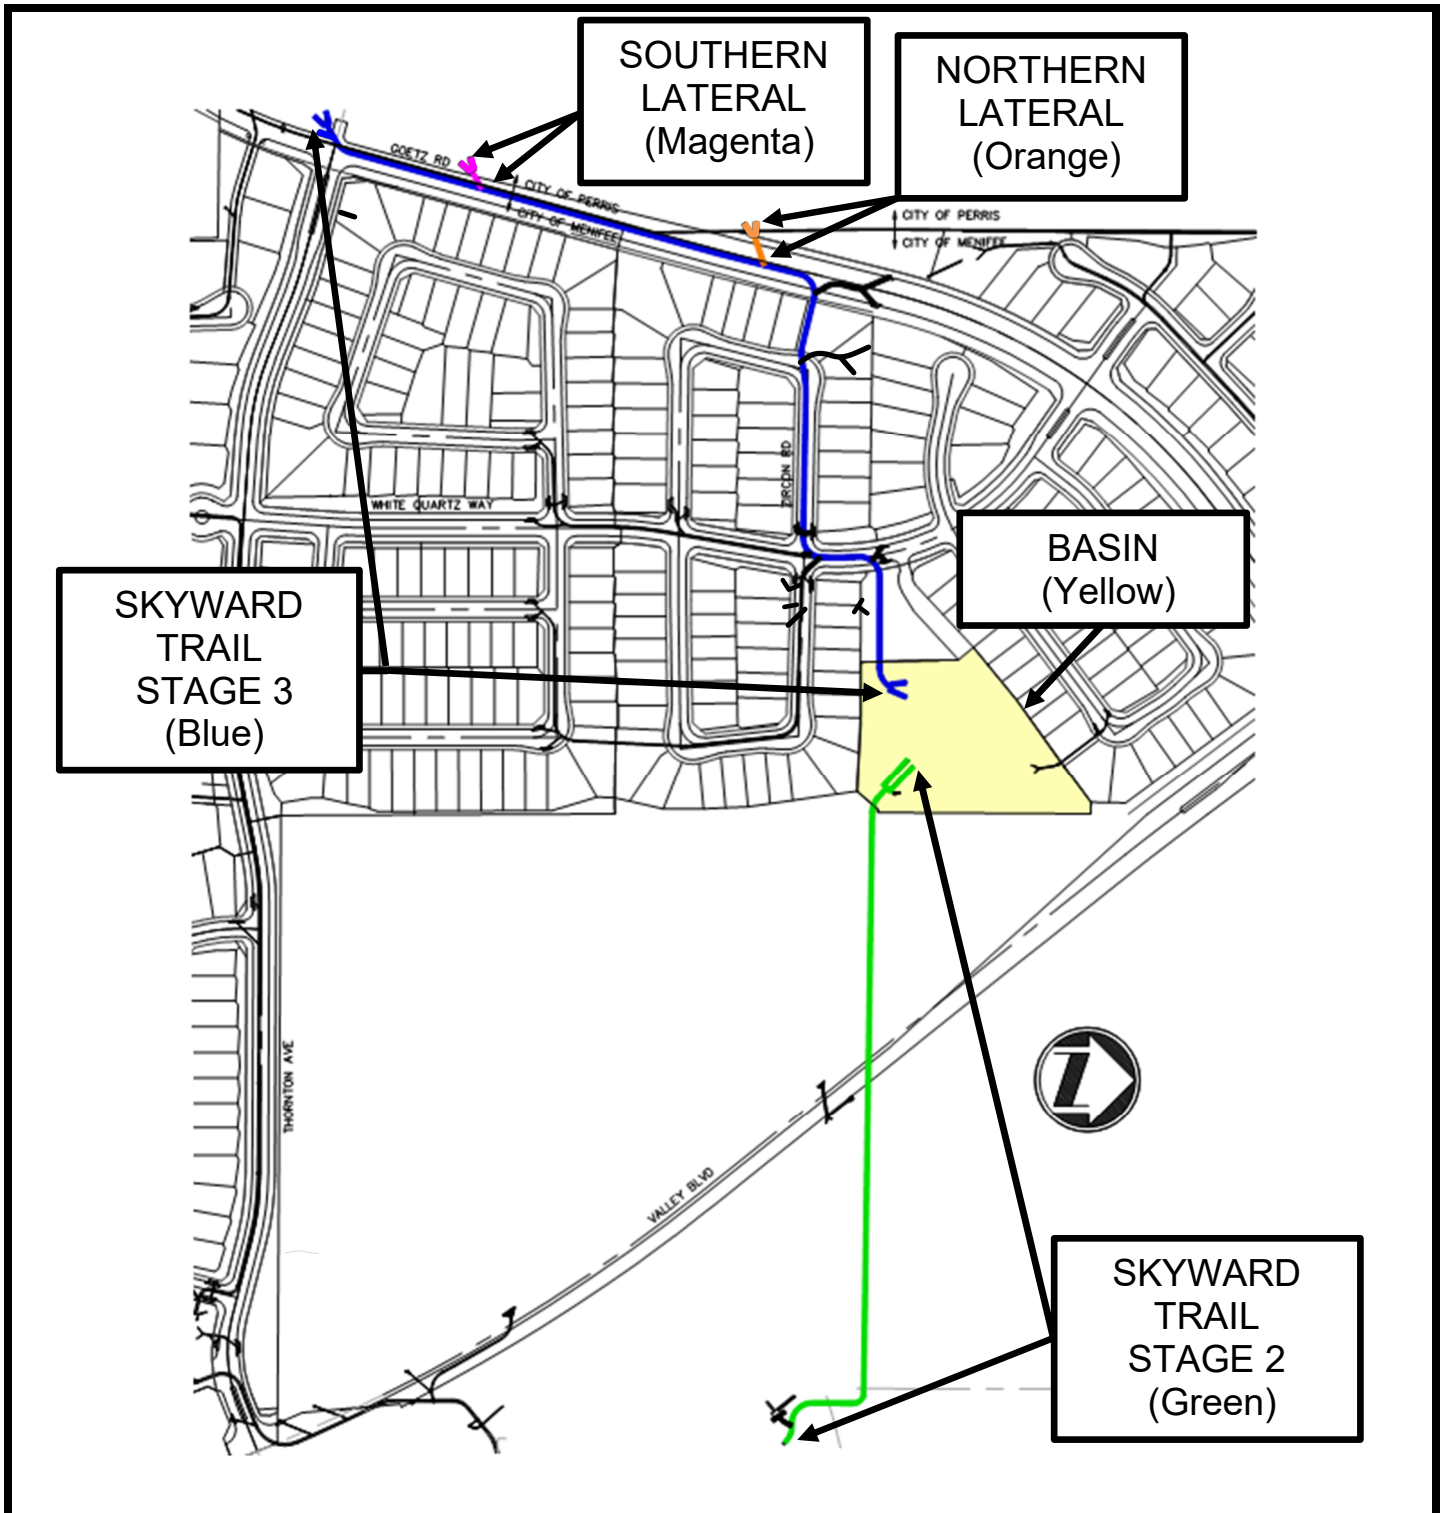 SOUTHERN
LATERAL
(Magenta)
NORTHERN
LATERAL
(Orange)
GOETZ RD
CITY OF PERRIS
CITY OF MENIFEE
CITY OF PERRIS
CITY OF MENIFEE
ZIRCON RD
WHITE QUARTZ WAY
BASIN
(Yellow)
SKYWARD
TRAIL
STAGE 3
(Blue)
THORNTON AVE
VALLEY BLVD
Z
SKYWARD
TRAIL
STAGE 2
(Green)